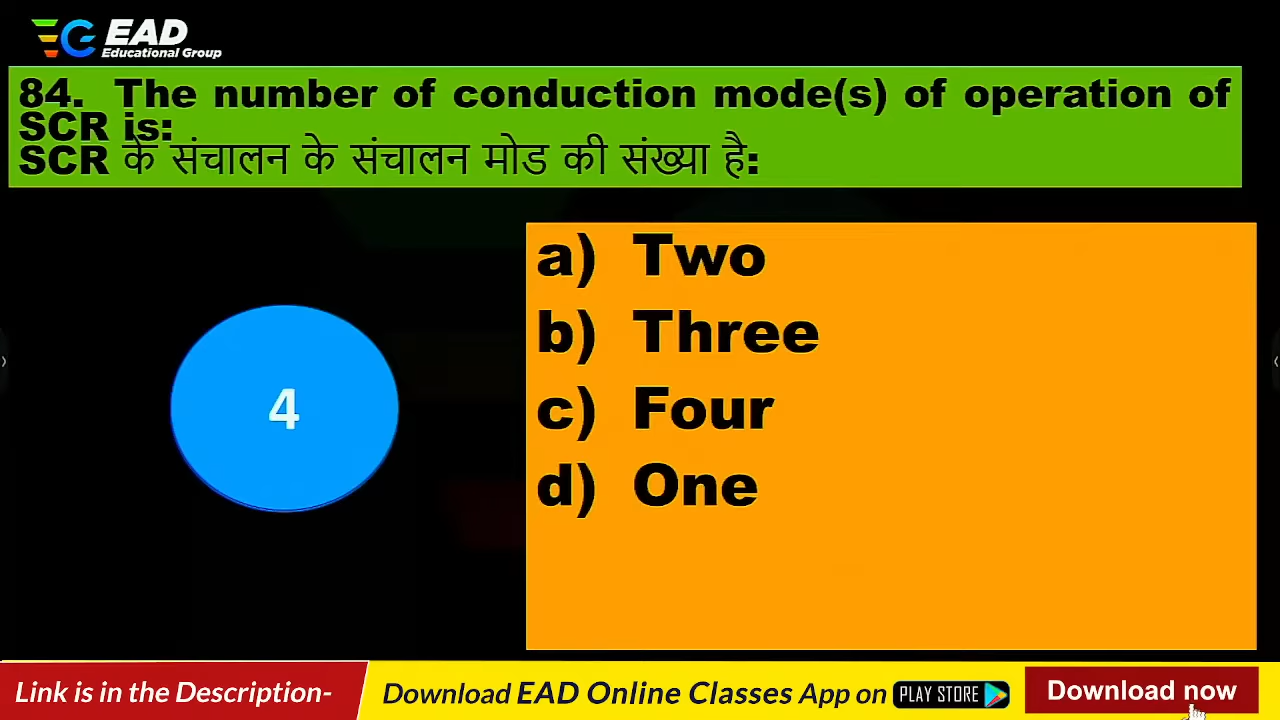 EAD
Educational Group
84. The number of conduction mode(s) of operation of
SCR is:
SCR के संचालन के संचालन मोड की संख्या है:
4
a) Two
b) Three
c) Four
d) One
Link is in the Description-
Download EAD Online Classes App on PLAY STORE
Download now